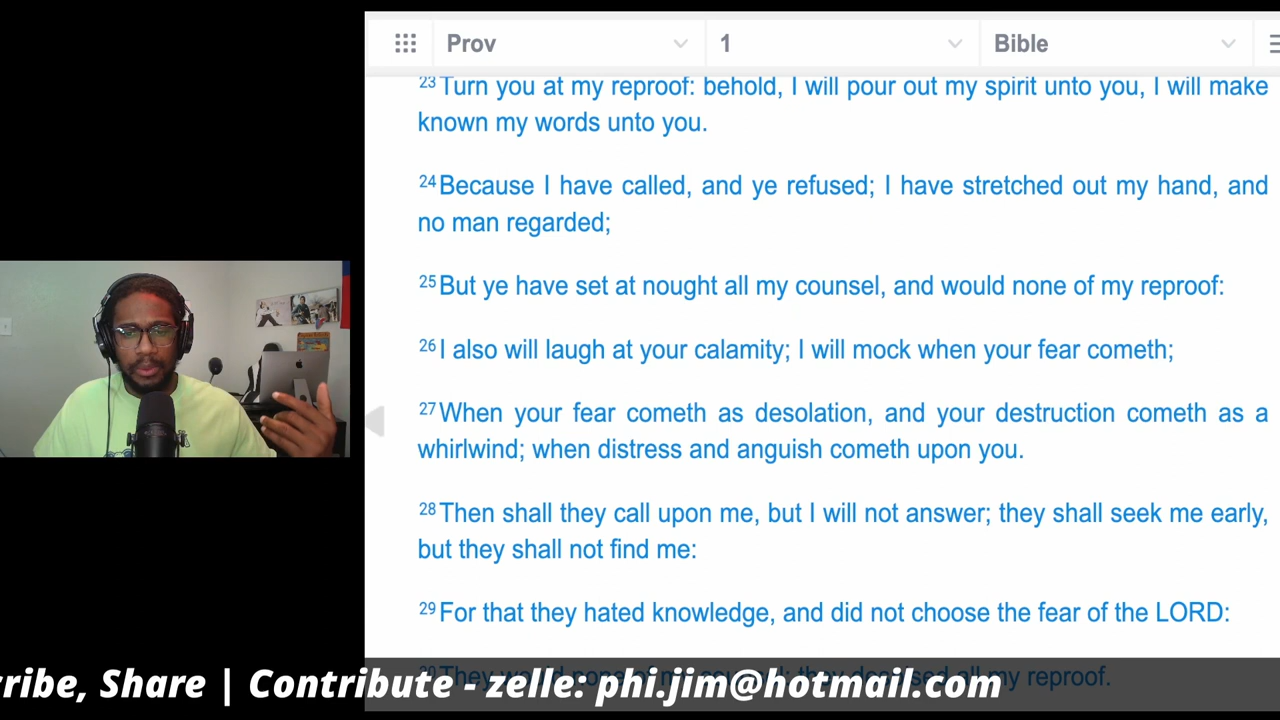 Prov
1
Bible
23Turn you at my reproof: behold, I will pour out my spirit unto you, I will make
known my words unto you.
24Because I have called, and ye refused; I have stretched out my hand, and
no man regarded;
25But ye have set at nought all my counsel, and would none of my reproof:
26I also will laugh at your calamity; I will mock when your fear cometh;
27When your fear cometh as desolation, and your destruction cometh as a
whirlwind; when distress and anguish cometh upon you.
28Then shall they call upon me, but I will not answer; they shall seek me early,
but they shall not find me:
29For that they hated knowledge, and did not choose the fear of the LORD:
my reproof.
cribe, Share | Contribute - zelle: phi.jim@hotmail.com